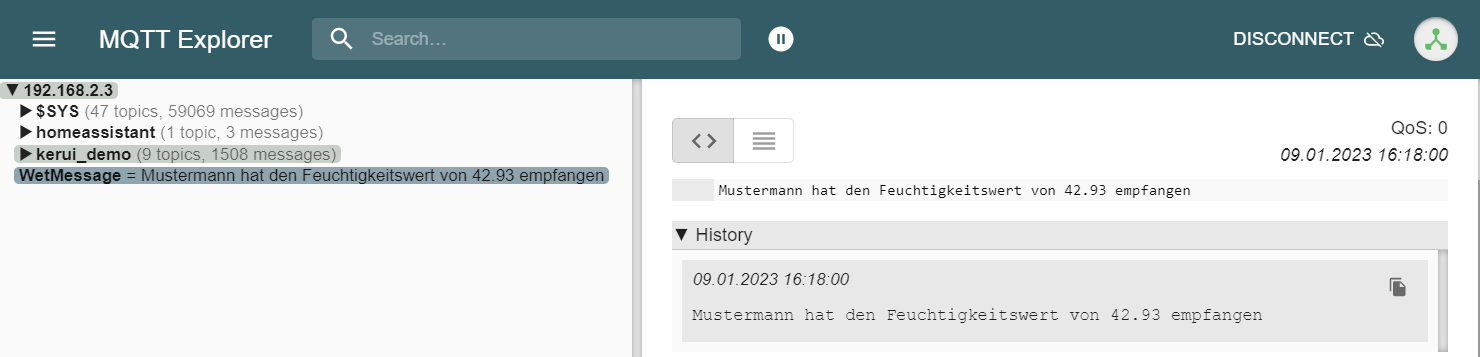 MQTT Explorer
Search...
DISCONNECT
▼ 192.168.2.3
▶ $SYS (47 topics, 59069 messages)
▶ homeassistant (1 topic, 3 messages)
▶ kerui_demo (9 topics, 1508 messages)
WetMessage = Mustermann hat den Feuchtigkeitswert von 42.93 empfangen
QoS: 0
09.01.2023 16:18:00
Mustermann hat den Feuchtigkeitswert von 42.93 empfangen
▼ History
09.01.2023 16:18:00
Mustermann hat den Feuchtigkeitswert von 42.93 empfangen